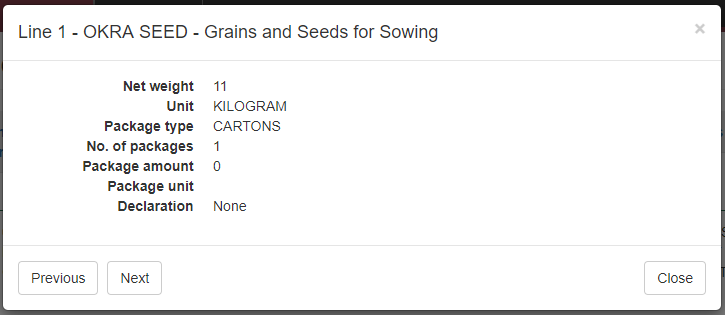 Line 1 - OKRA SEED - Grains and Seeds for Sowing ×
Net weight 11
Unit KILOGRAM
Package type CARTONS
No. of packages 1
Package amount 0
Package unit
Declaration None
Previous Next Close